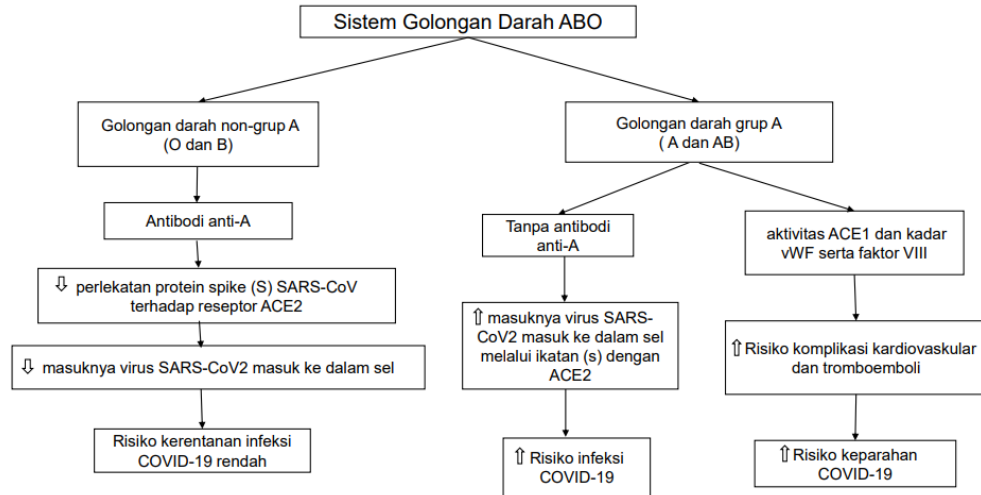 Sistem Golongan Darah ABO
Golongan darah non-grup A
(O dan B)
Antibodi anti-A
⇩ perlekatan protein spike (S) SARS-CoV
terhadap reseptor ACE2
⇩ masuknya virus SARS-CoV2 masuk ke dalam sel
Risiko kerentanan infeksi
COVID-19 rendah
Golongan darah grup A
( A dan AB)
Tanpa antibodi
anti-A
⇧ masuknya virus SARS-
CoV2 masuk ke dalam sel
melalui ikatan (s) dengan
ACE2
⇧ Risiko infeksi
COVID-19
aktivitas ACE1 dan kadar
vWF serta faktor VIII
⇧ Risiko komplikasi kardiovaskular
dan tromboemboli
⇧ Risiko keparahan
COVID-19